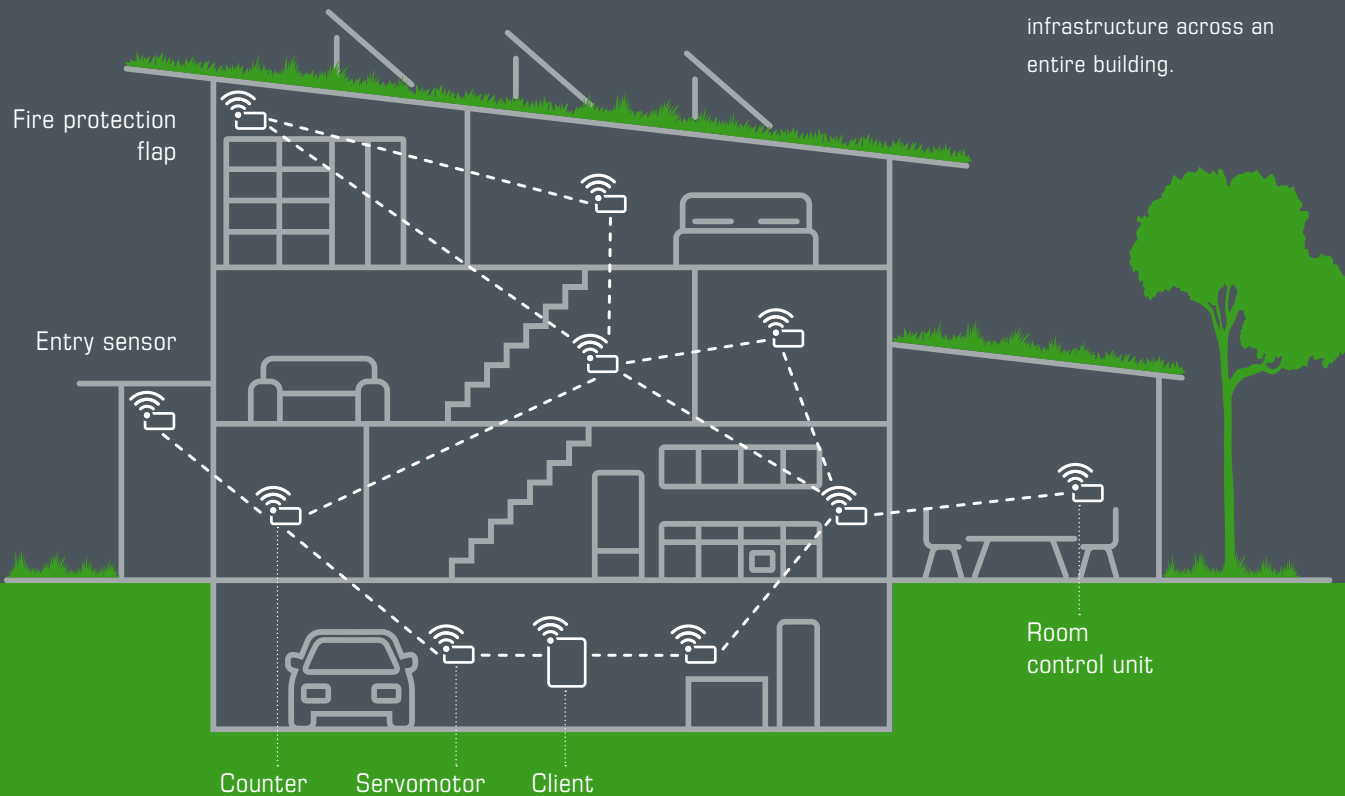 infrastructure across an
entire building.
Fire protection
flap
Entry sensor
Room
control unit
Counter
Servomotor
Client